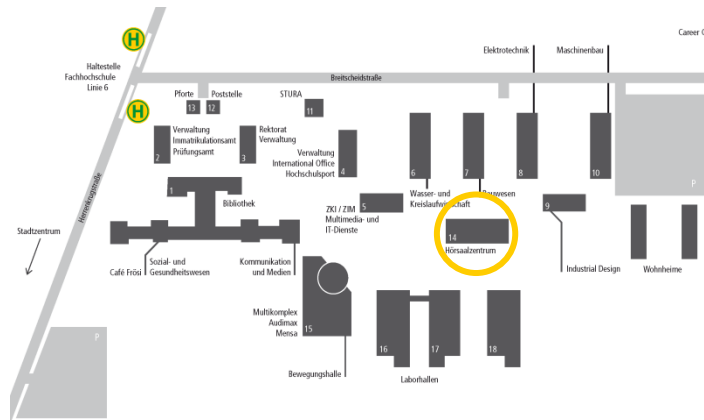 H
Haltestelle
Fachhochschule
Linie 6
H
Elektrotechnik
Maschinenbau
Career C
Breitscheidstraße
Pforte
Poststelle
STURA
13
12
11
Verwaltung
Immatrikulationsamt
Prüfungsamt
2
Rektorat
Verwaltung
3
Verwaltung
International Office
Hochschulsport
4
6
7
8
10
P
Herrenkrugstraße
1
Bibliothek
Wasser- und
Kreislaufwirtschaft
Bauwesen
5
ZKI / ZIM
Multimedia- und
IT-Dienste
9
14
Hörsaalzentrum
Stadtzentrum
Café Frösi
Sozial- und
Gesundheitswesen
Kommunikation
und Medien
Industrial Design
Wohnheime
Multikomplex
Audimax
Mensa
15
P
16
17
18
Bewegungshalle
Laborhallen